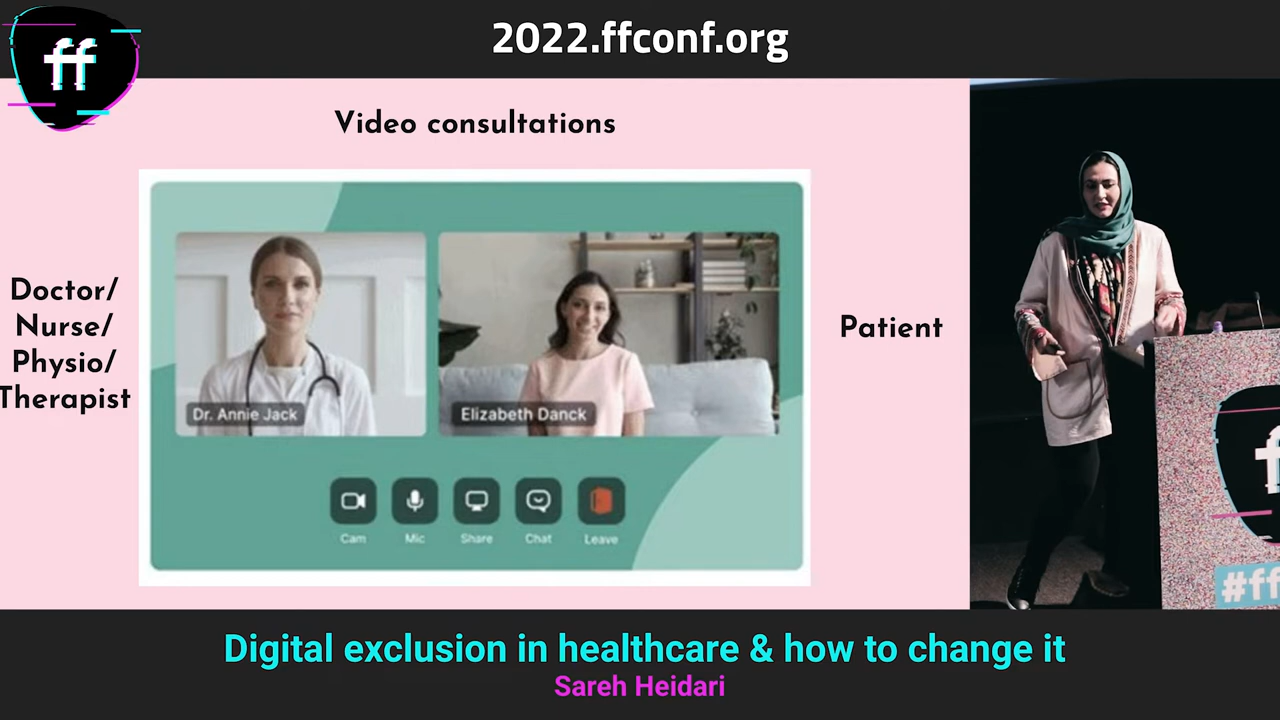 2022.ffconf.org
ff
Video consultations
Doctor/
Nurse/
Physio/
Therapist
Patient
Dr. Annie Jack
Elizabeth Danck
Cam
Mic
Share
Chat
Leave
#ff
Digital exclusion in healthcare & how to change it
Sareh Heidari